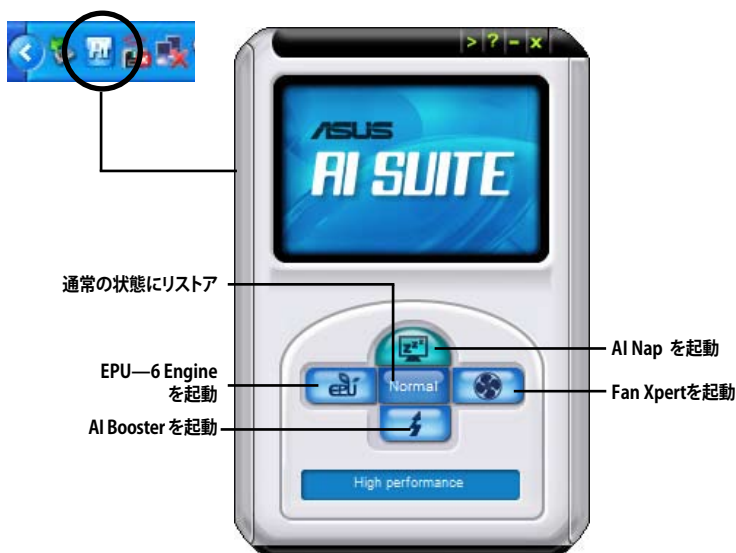 > ? - x
ASUS
AI SUITE
通常の状態にリストア
AI Nap を起動
EPU—6 Engine
を起動
EPU
Normal
Fan Xpertを起動
AI Booster を起動
High performance